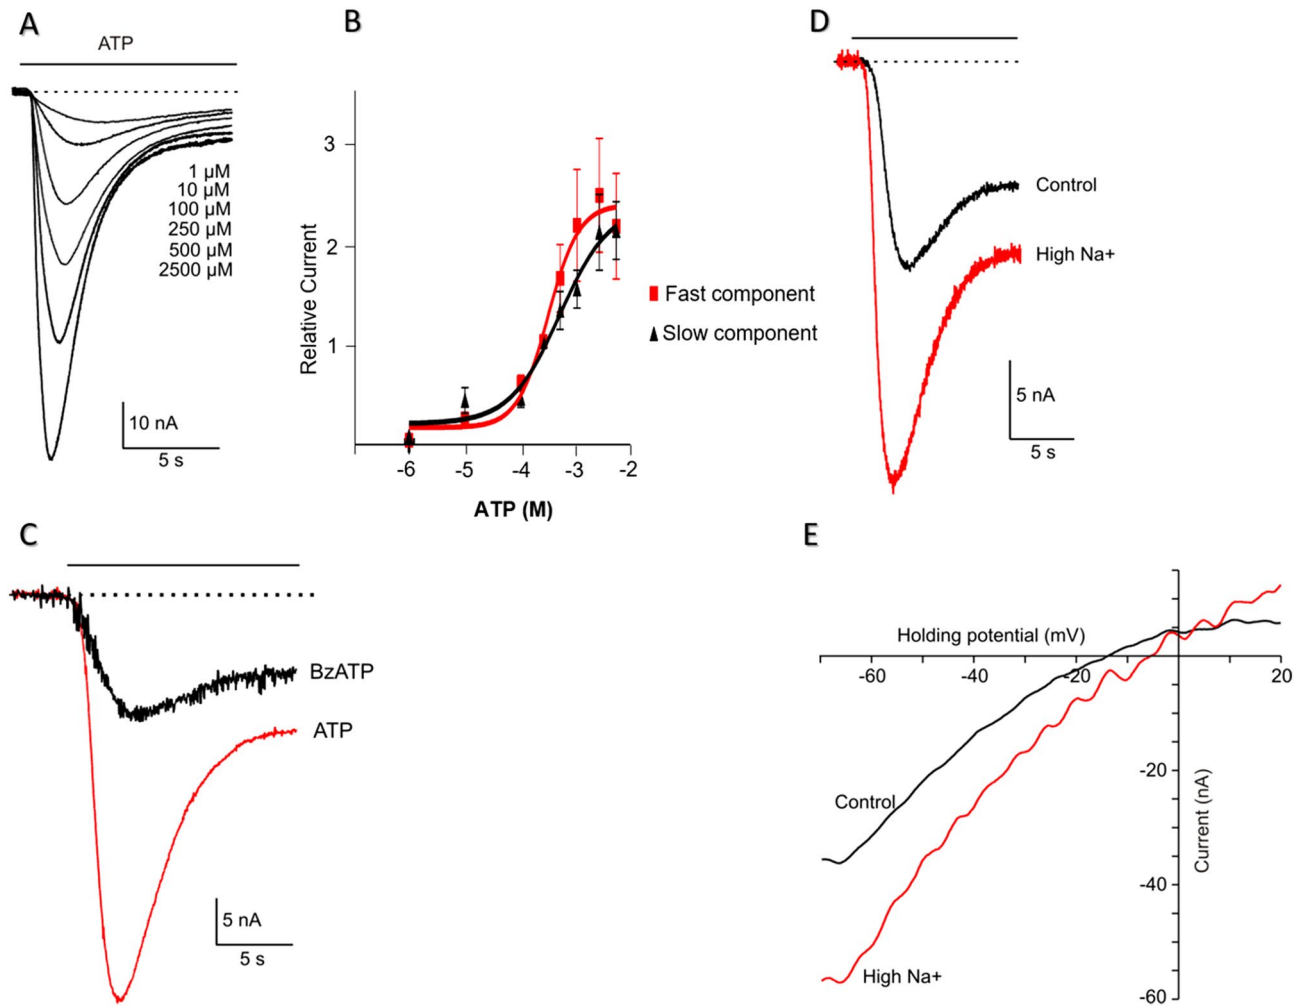 A
ATP
1 µM
10 µM
100 µM
250 µM
500 µM
2500 µM
10 nA
5 s
B
Relative Current
3
2
1
-6
-5
-4
-3
-2
ATP (M)
Fast component
Slow component
C
BzATP
ATP
5 nA
5 s
D
Control
High Na+
5 nA
5 s
E
Holding potential (mV)
-60
-40
-20
20
-20
-40
-60
Current (nA)
Control
High Na+